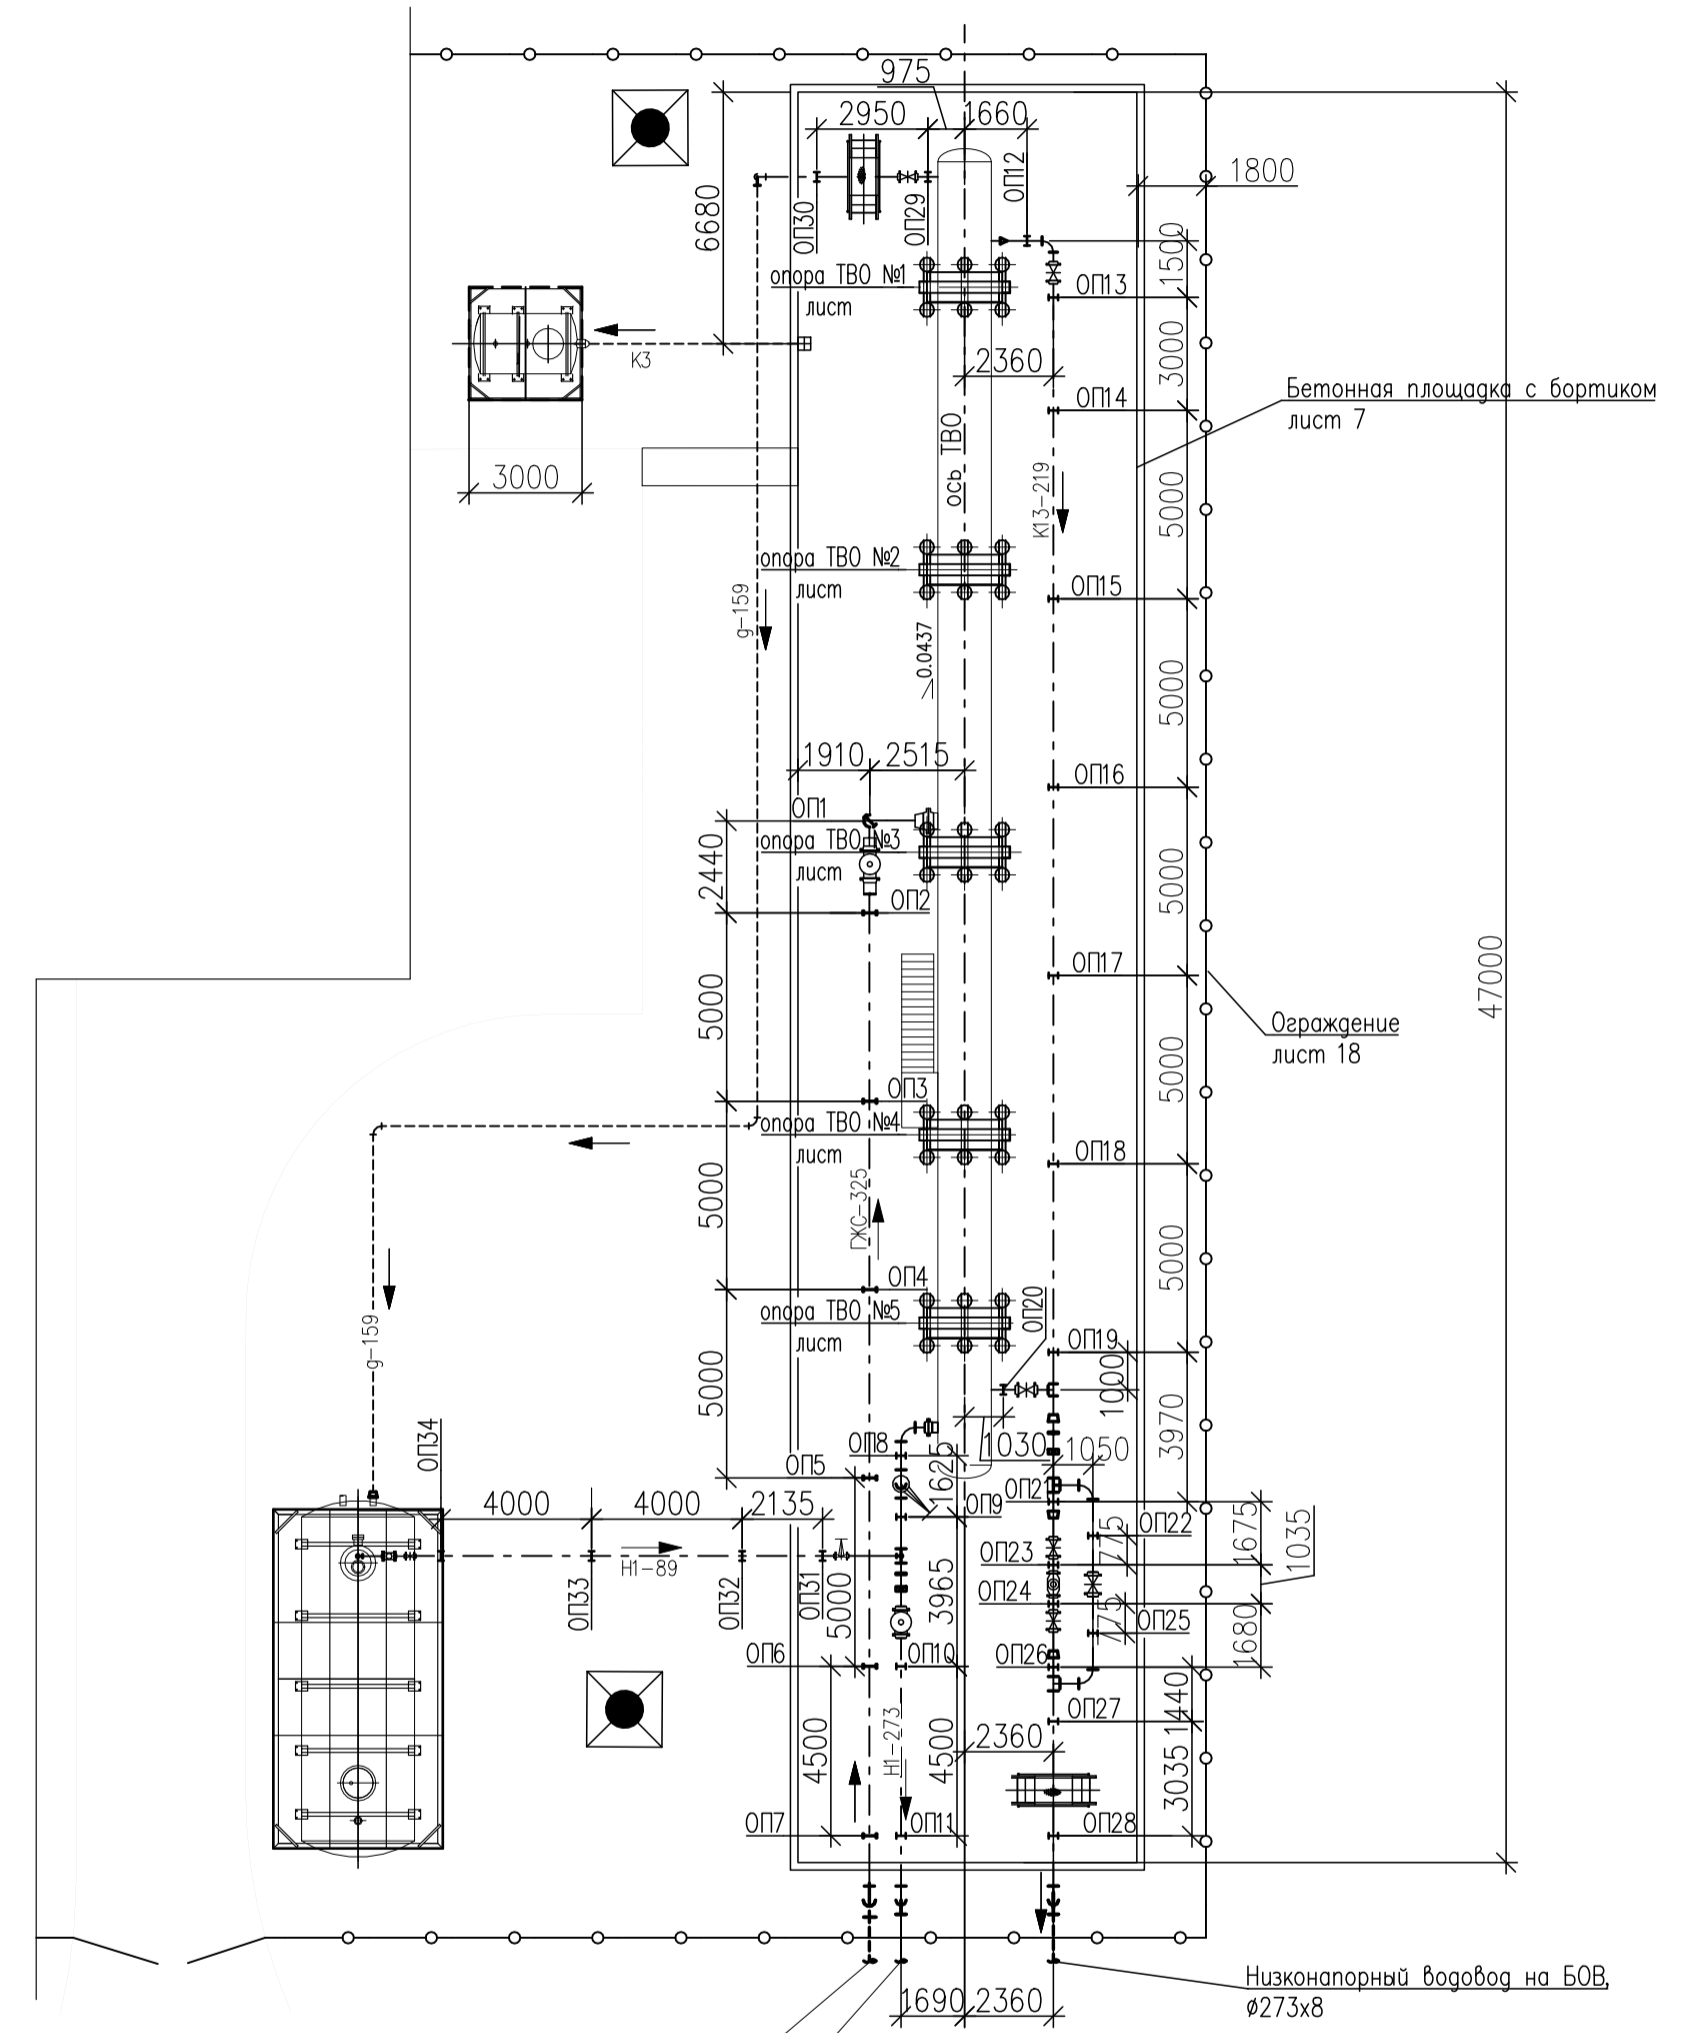 975
2950
1660
ОП12
1800
6680
ОП30
ОП29
1500
опора ТВО №1
лист
ОП13
К3
2360
3000
Бетонная площадка с бортиком
лист 7
ОП14
3000
ось ТВО
К13-219
5000
опора ТВО №2
лист
ОП15
g-159
0.0437
5000
1910
2515
ОП16
ОП1
опора ТВО №3
лист
2440
5000
ОП2
ОП17
47000
5000
Ограждение
лист 18
5000
ОП3
опора ТВО №4
лист
ОП18
5000
ГЖС-325
5000
ОП4
опора ТВО №5
лист
ОП20
ОП19
g-159
5000
1000
3970
ОП34
ОП8
1625
1030
1050
ОП5
4000
4000
2135
ОП9
ОП21
ОП22
775
1675
1035
ОП23
Н1-89
ОП33
ОП32
ОП31
5000
3965
ОП24
775
ОП25
1680
ОП6
ОП10
ОП26
1440
ОП27
Н1-273
2360
4500
4500
3035
ОП7
ОП11
ОП28
Низконапорный водовод на БОВ,
ø273х8
1690
2360